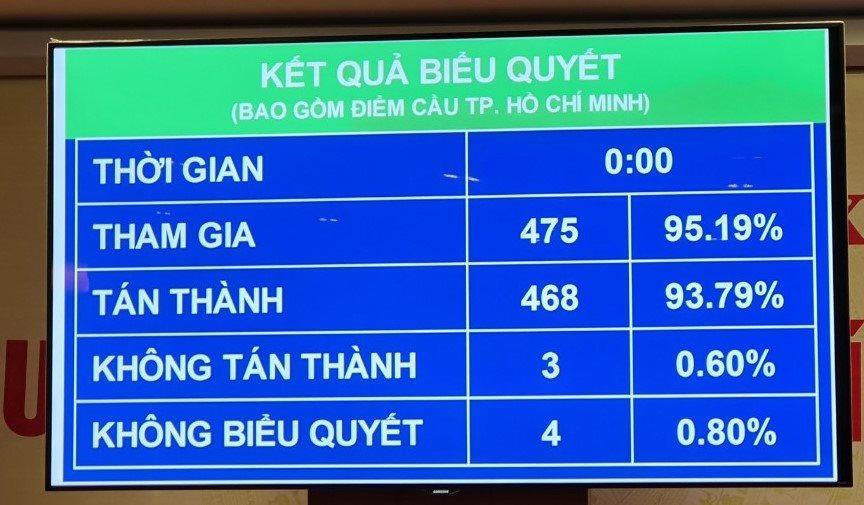 KẾT QUẢ BIỂU QUYẾT
(BAO GỒM ĐIỂM CẦU TP. HỒ CHÍ MINH)
THỜI GIAN 0:00
THAM GIA 475 95.19%
TÁN THÀNH 468 93.79%
KHÔNG TÁN THÀNH 3 0.60%
KHÔNG BIỂU QUYẾT 4 0.80%